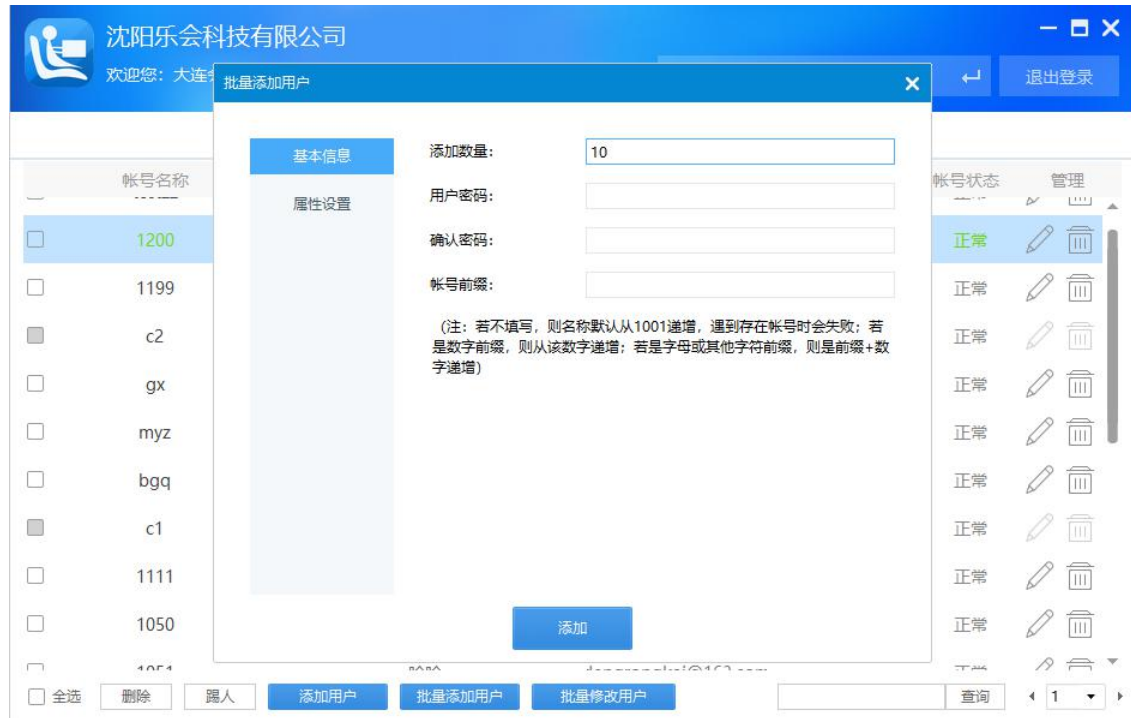 沈阳乐会科技有限公司
欢迎您：大连
退出登录
批量添加用户
基本信息
属性设置
添加数量：
10
用户密码：
确认密码：
帐号前缀：
（注：若不填写，则名称默认从1001递增，遇到存在帐号时会失败；若
是数字前缀，则从该数字递增；若是字母或其他字符前缀，则是前缀+数
字递增）
添加
帐号名称 帐号状态 管理
1200 正常
1199 正常
c2 正常
gx 正常
myz 正常
bgq 正常
c1 正常
1111 正常
1050 正常
全选 删除 踢人 添加用户 批量添加用户 批量修改用户 查询 1